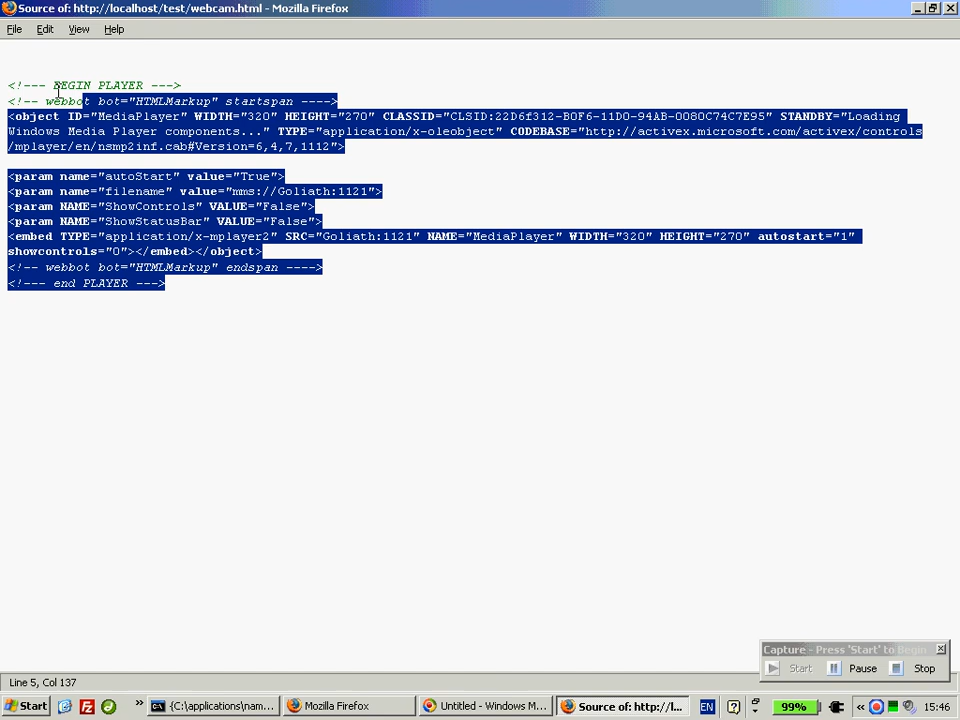 Source of: http://localhost/test/webcam.html - Mozilla Firefox
File Edit View Help
<!--- BEGIN PLAYER --->
<!-- webbot bot="HTMLMarkup" startspan ---->
<object ID="MediaPlayer" WIDTH="320" HEIGHT="270" CLASSID="CLSID:22D6f312-B0F6-11D0-94AB-0080C74C7E95" STANDBY="Loading
Windows Media Player components..." TYPE="application/x-oleobject" CODEBASE="http://activex.microsoft.com/activex/controls
/mplayer/en/nsmp2inf.cab#Version=6,4,7,1112">
<param name="autoStart" value="True">
<param name="filename" value="mms://Goliath:1121">
<param NAME="ShowControls" VALUE="False">
<param NAME="ShowStatusBar" VALUE="False">
<embed TYPE="application/x-mplayer2" SRC="Goliath:1121" NAME="MediaPlayer" WIDTH="320" HEIGHT="270" autostart="1"
showcontrols="0"></embed></object>
<!-- webbot bot="HTMLMarkup" endspan ---->
<!--- end PLAYER --->
Capture - Press 'Start' to Begin
Start Pause Stop
Line 5, Col 137
Start {C:\applications\nam... Mozilla Firefox Untitled - Windows M... Source of: http://l... EN 99% 15:46